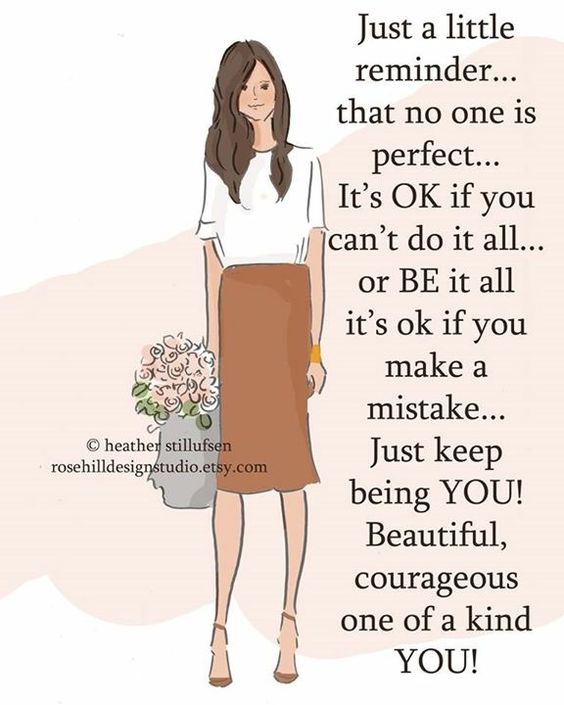 Just a little
reminder...
that no one is
perfect...
It's OK if you
can't do it all...
or BE it all
it's ok if you
make a
mistake...
Just keep
being YOU!
Beautiful,
courageous
one of a kind
YOU!
© heather stillufsen
rosehilldesignstudio.etsy.com